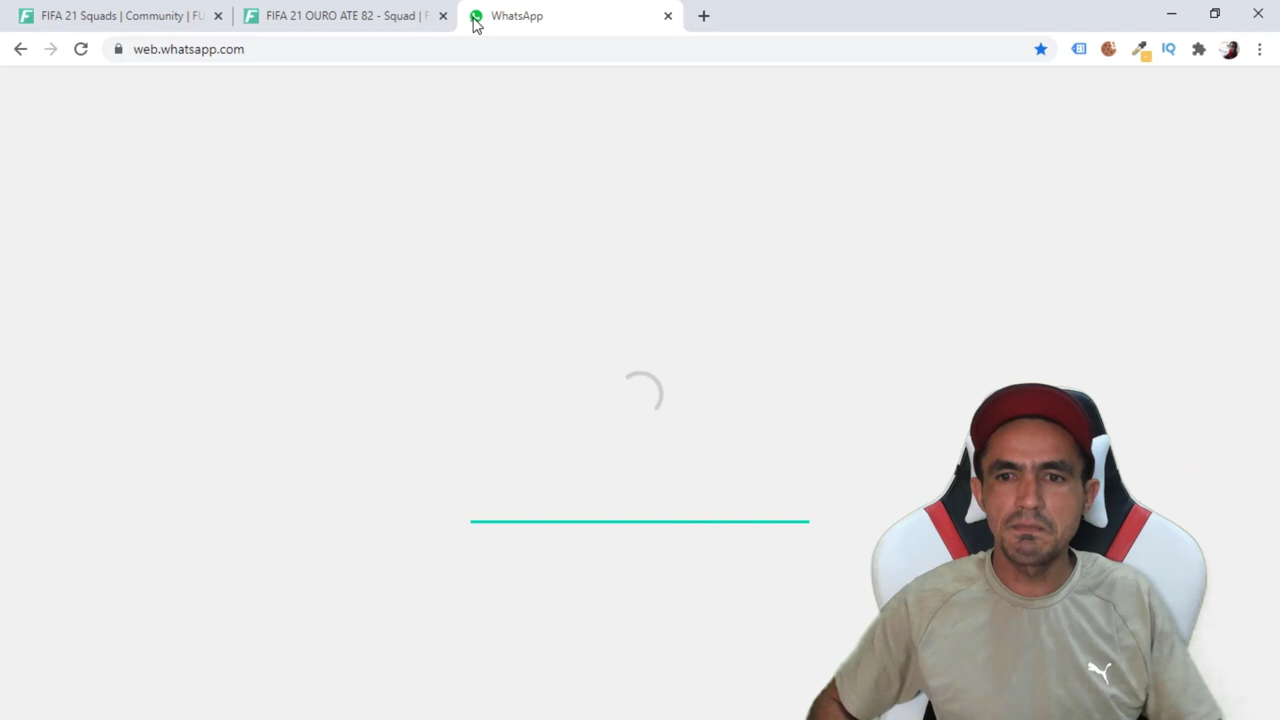 FIFA 21 Squads | Community | FU
FIFA 21 OURO ATE 82 - Squad | F
WhatsApp
web.whatsapp.com
IQ